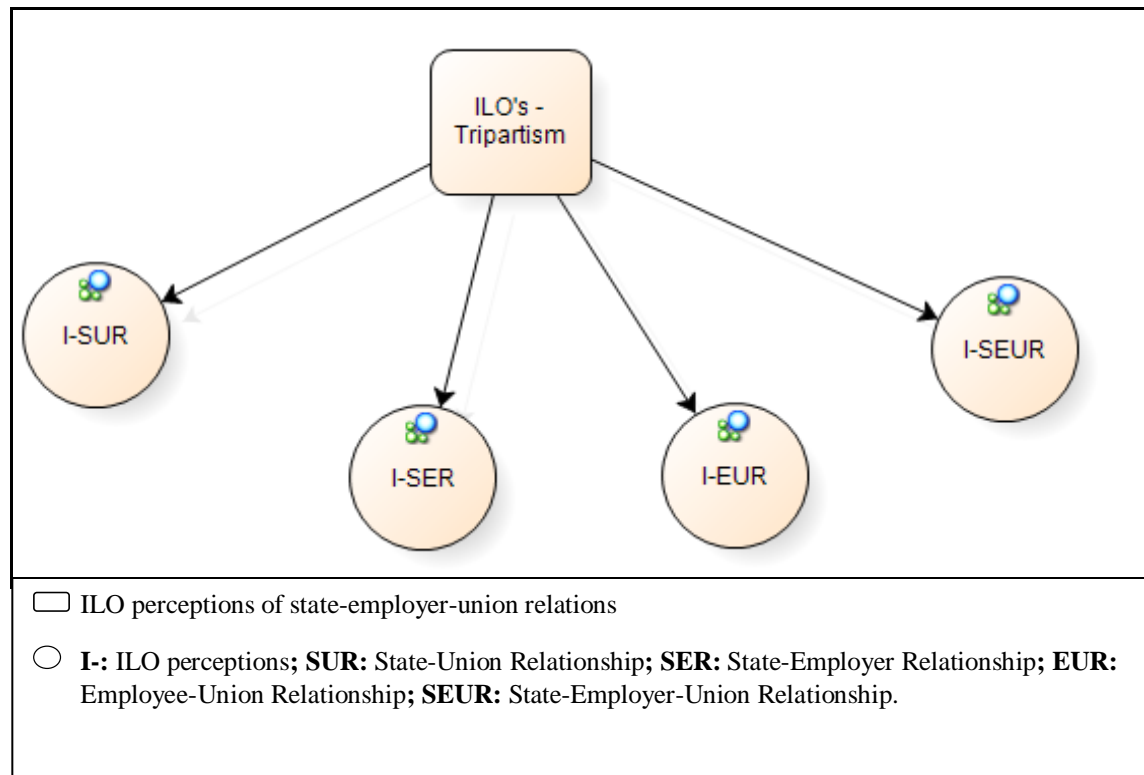 ILO's -
Tripartism
I-SUR
I-SEUR
I-SER
I-EUR
ILO perceptions of state-employer-union relations
I-: ILO perceptions; SUR: State-Union Relationship; SER: State-Employer Relationship; EUR:
Employee-Union Relationship; SEUR: State-Employer-Union Relationship.